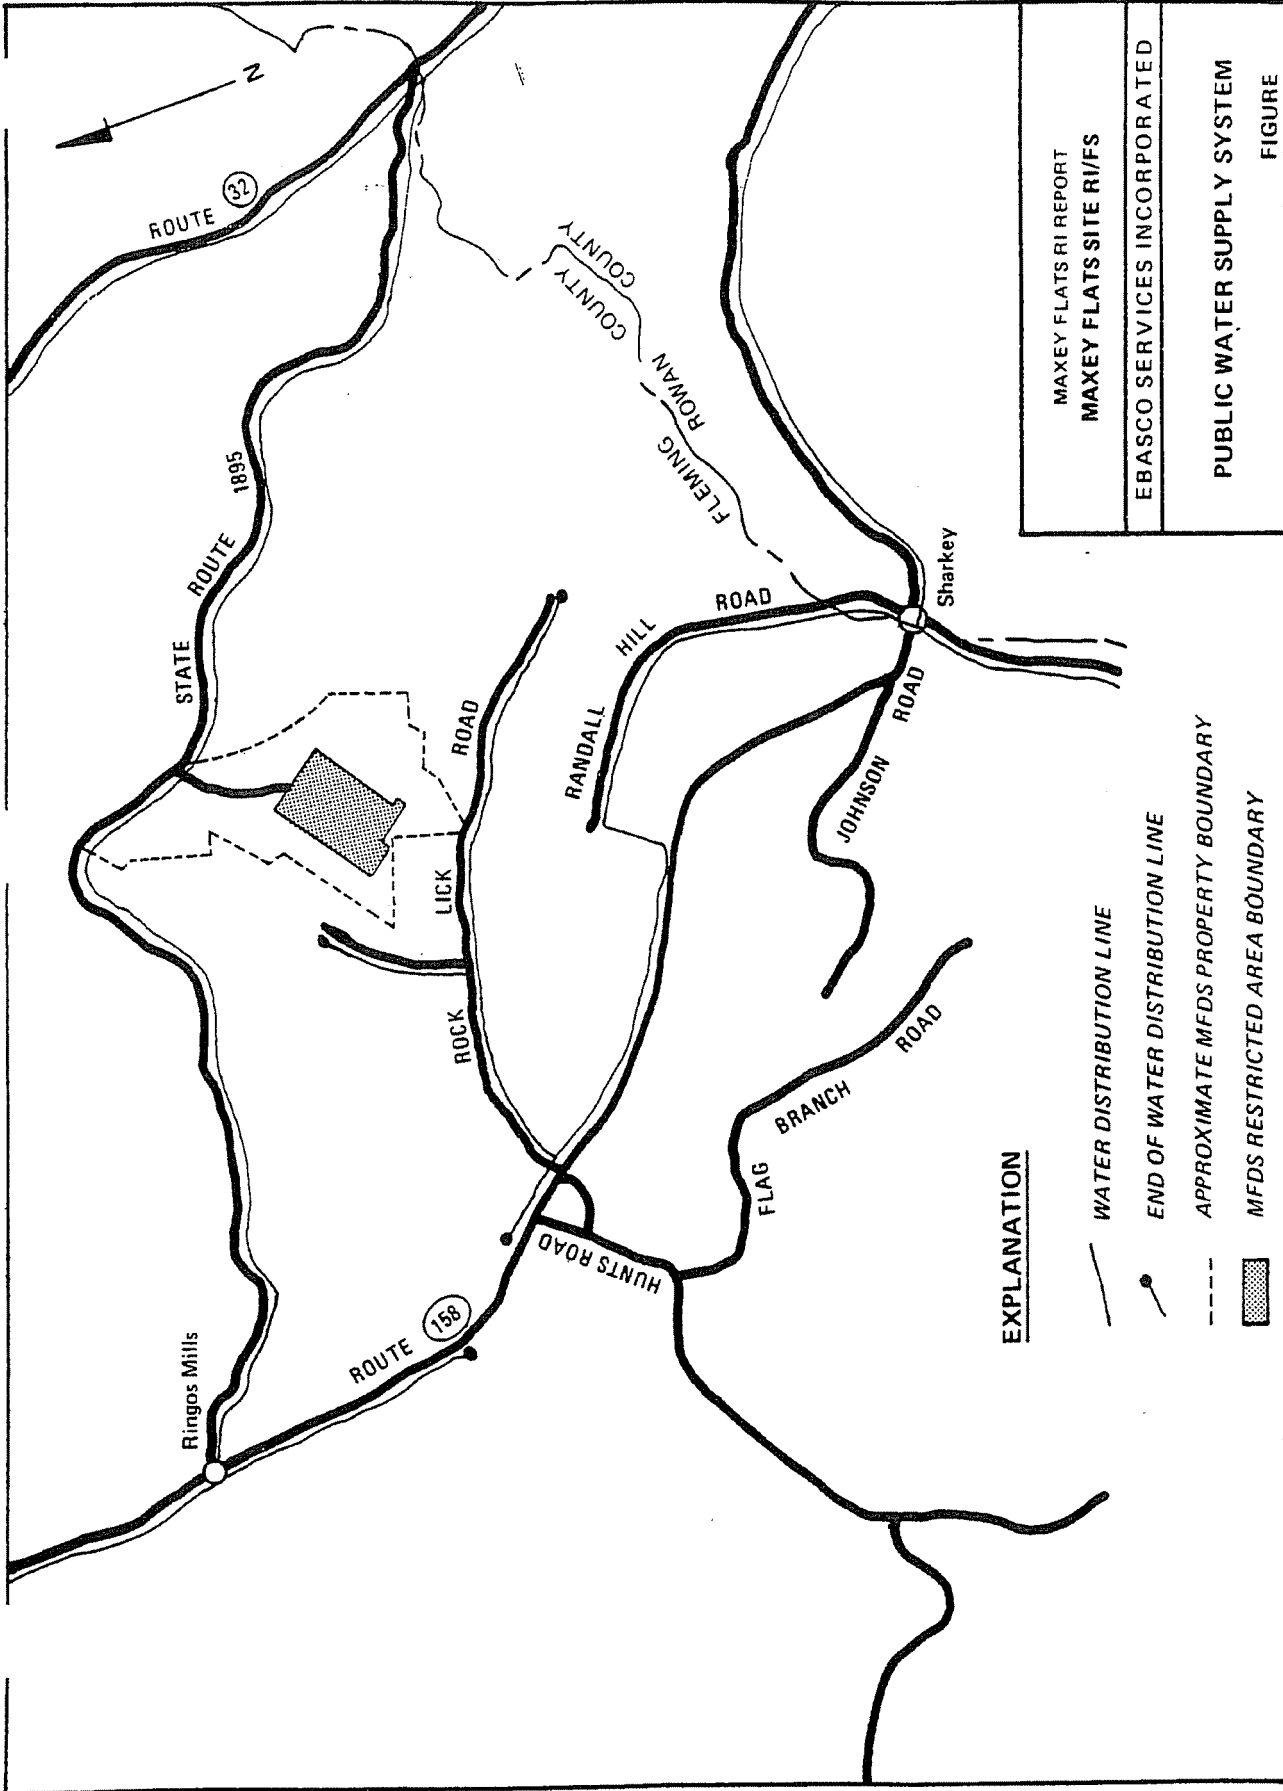 N
ROUTE 32
STATE ROUTE 1895
FLEMING COUNTY
ROWAN COUNTY
Ringos Mills
ROUTE 158
ROCK LICK ROAD
RANDALL HILL ROAD
HUNTS ROAD
FLAG BRANCH ROAD
JOHNSON ROAD
Sharkey
EXPLANATION
WATER DISTRIBUTION LINE
END OF WATER DISTRIBUTION LINE
APPROXIMATE MFDS PROPERTY BOUNDARY
MFDS RESTRICTED AREA BOUNDARY
MAXEY FLATS RI REPORT
MAXEY FLATS SITE RI/FS
EBASCO SERVICES INCORPORATED
PUBLIC WATER SUPPLY SYSTEM
FIGURE